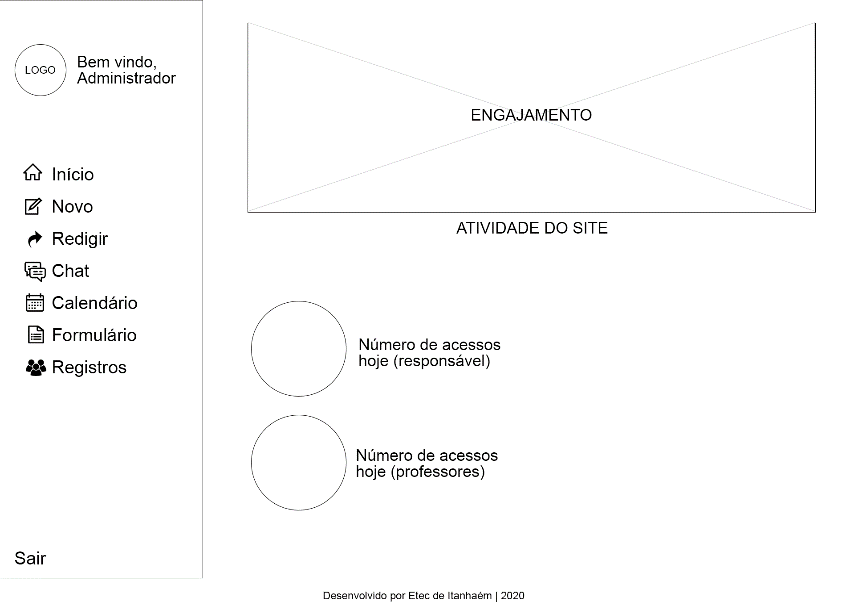 LOGO
Bem vindo,
Administrador
Início
Novo
Redigir
Chat
Calendário
Formulário
Registros
Sair
ENGAJAMENTO
ATIVIDADE DO SITE
Número de acessos
hoje (responsável)
Número de acessos
hoje (professores)
Desenvolvido por Etec de Itanhaém | 2020